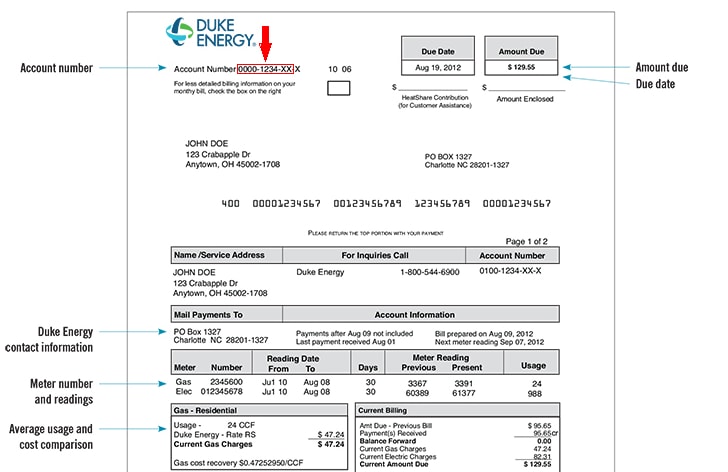 DUKE
ENERGY®
Account number
Account Number 0000-1234-XX-X 10 06
For less detailed billing information on your
monthy bill, check the box on the right
Due Date Amount Due
Aug 19, 2012 $ 129.55
$ $
HeatShare Contribution
(for Customer Assistance)
Amount Enclosed
Amount due
Due date
JOHN DOE
123 Crabapple Dr
Anytown, OH 45002-1708
PO BOX 1327
Charlotte NC 28201-1327
400 00001234567 00123456789 123456789 00001234567
PLEASE RETURN THE TOP PORTION WITH YOUR PAYMENT
Page 1 of 2
Name /Service Address For Inquiries Call Account Number
JOHN DOE Duke Energy 1-800-544-6900 0100-1234-XX-X
123 Crabapple Dr
Anytown, OH 45002-1708
Mail Payments To Account Information
Duke Energy
contact information
PO Box 1327 Payments after Aug 09 not included Bill prepared on Aug 09, 2012
Charlotte NC 28201-1327 Last payment received Aug 01 Next meter reading Sep 07, 2012
Meter number
and readings
Reading Date Meter Reading
Meter Number From To Days Previous Present Usage
Gas 2345600 Ju1 10 Aug 08 30 3367 3391 24
Elec 012345678 Ju1 10 Aug 08 30 60389 61377 988
Average usage and
cost comparison
Gas - Residential
Usage - 24 CCF
Duke Energy - Rate RS $ 47.24
Current Gas Charges $ 47.24
Gas cost recovery $0.47252950/CCF
Current Billing
Amt Due - Previous Bill $ 95.65
Payment(s) Received 95.65cr
Balance Forward 0.00
Current Gas Charges 47.24
Current Electric Charges 82.31
Current Amount Due $ 129.55